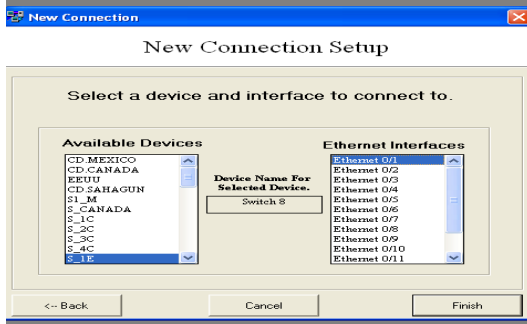 New Connection
New Connection Setup
Select a device and interface to connect to.
Available Devices
CD.MEXICO
CD.CANADA
EEUU
CD.SAHAGUN
S1_M
S_CANADA
S_1C
S_2C
S_3C
S_4C
S_1E
Device Name For
Selected Device.
Switch 8
Ethernet Interfaces
Ethernet 0/1
Ethernet 0/2
Ethernet 0/3
Ethernet 0/4
Ethernet 0/5
Ethernet 0/6
Ethernet 0/7
Ethernet 0/8
Ethernet 0/9
Ethernet 0/10
Ethernet 0/11
<-- Back
Cancel
Finish